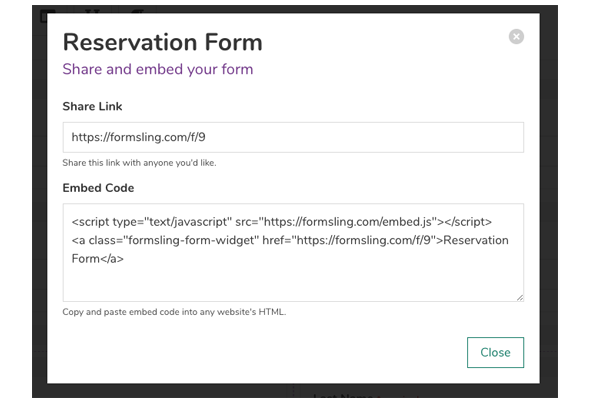 Reservation Form
Share and embed your form
Share Link
https://formsling.com/f/9
Share this link with anyone you'd like.
Embed Code
<script type="text/javascript" src="https://formsling.com/embed.js"></script>
<a class="formsling-form-widget" href="https://formsling.com/f/9">Reservation
Form</a>
Copy and paste embed code into any website's HTML.
Close